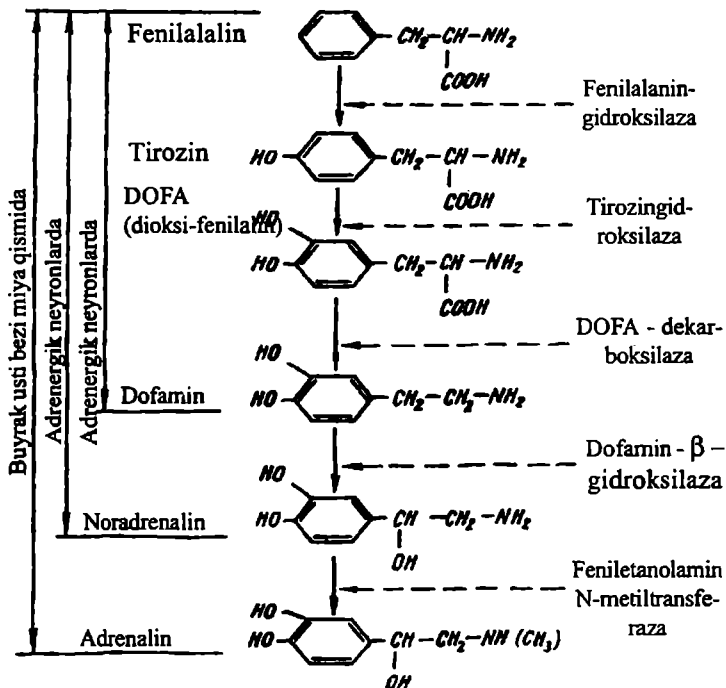 Fenilalalin
CH₂–CH–NH₂
COOH
Fenilalanin-
gidroksilaza
Tirozin
HO
CH₂–CH–NH₂
COOH
DOFA
(dioksi-fenilalin)
Tirozingid-
roksilaza
HO
HO
CH₂–CH–NH₂
COOH
DOFA - dekar-
boksilaza
HO
HO
CH₂–CH₂–NH₂
Dofamin
Dofamin - β –
gidroksilaza
HO
HO
CH–CH₂–NH₂
OH
Noradrenalin
Feniletanolamin
N-metiltransfe-
raza
HO
HO
CH–CH₂–NH (CH₃)
OH
Adrenalin
Buyrak usti bezi miya qismida
Adrenergik neyronlarda
Adrenergik neyronlarda